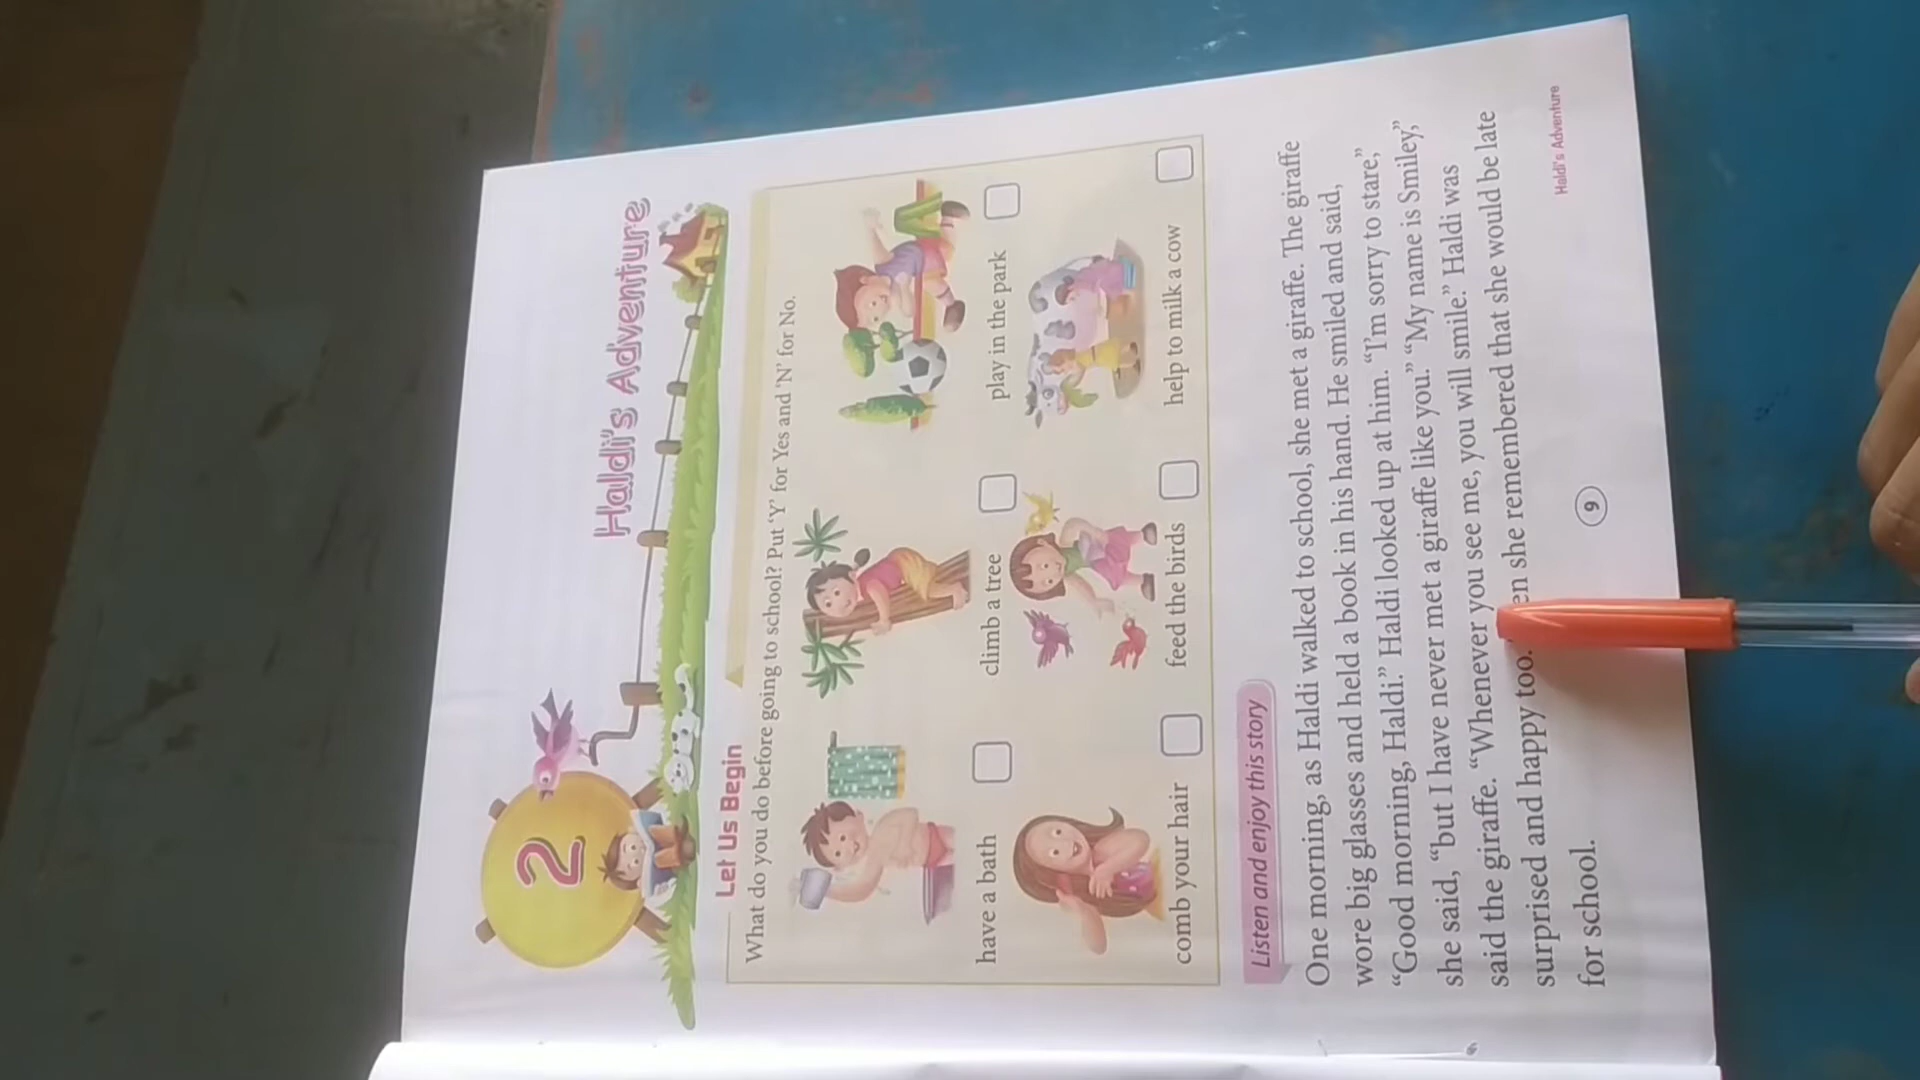 2
Haldi's Adventure
Let Us Begin
What do you do before going to school? Put ‘Y’ for Yes and ‘N’ for No.
have a bath
climb a tree
play in the park
comb your hair
feed the birds
help to milk a cow
Listen and enjoy this story
One morning, as Haldi walked to school, she met a giraffe. The giraffe
wore big glasses and held a book in his hand. He smiled and said,
“Good morning, Haldi.” Haldi looked up at him. “I’m sorry to stare,”
she said, “but I have never met a giraffe like you.” “My name is Smiley,”
said the giraffe. “Whenever you see me, you will smile.” Haldi was
surprised and happy too. en she remembered that she would be late
for school.
9
Haldi's Adventure